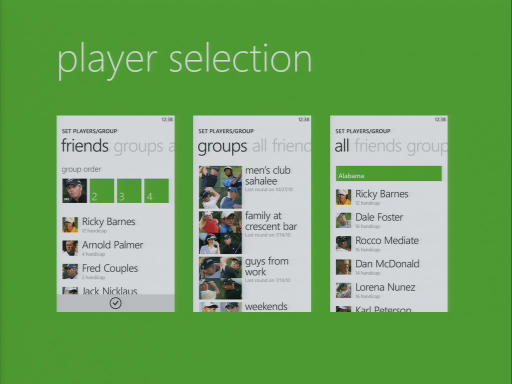 player selection
12:38
SET PLAYERS/GROUP
friends groups a
group order
2 3 4
Ricky Barnes
12 handicap
Arnold Palmer
4 handicap
Fred Couples
2 handicap
Jack Nicklaus
12:38
SET PLAYERS/GROUP
groups all friend
men's club
sahalee
Last round on 10/27/10
family at
crescent bar
Last round on 7/16/10
guys from
work
Last round on 7/14/10
weekends
12:38
SET PLAYERS/GROUP
all friends group
Alabama
Ricky Barnes
12 handicap
Dale Foster
16 handicap
Rocco Mediate
16 handicap
Dan McDonald
14 handicap
Lorena Nunez
16 handicap
Karl Peterson